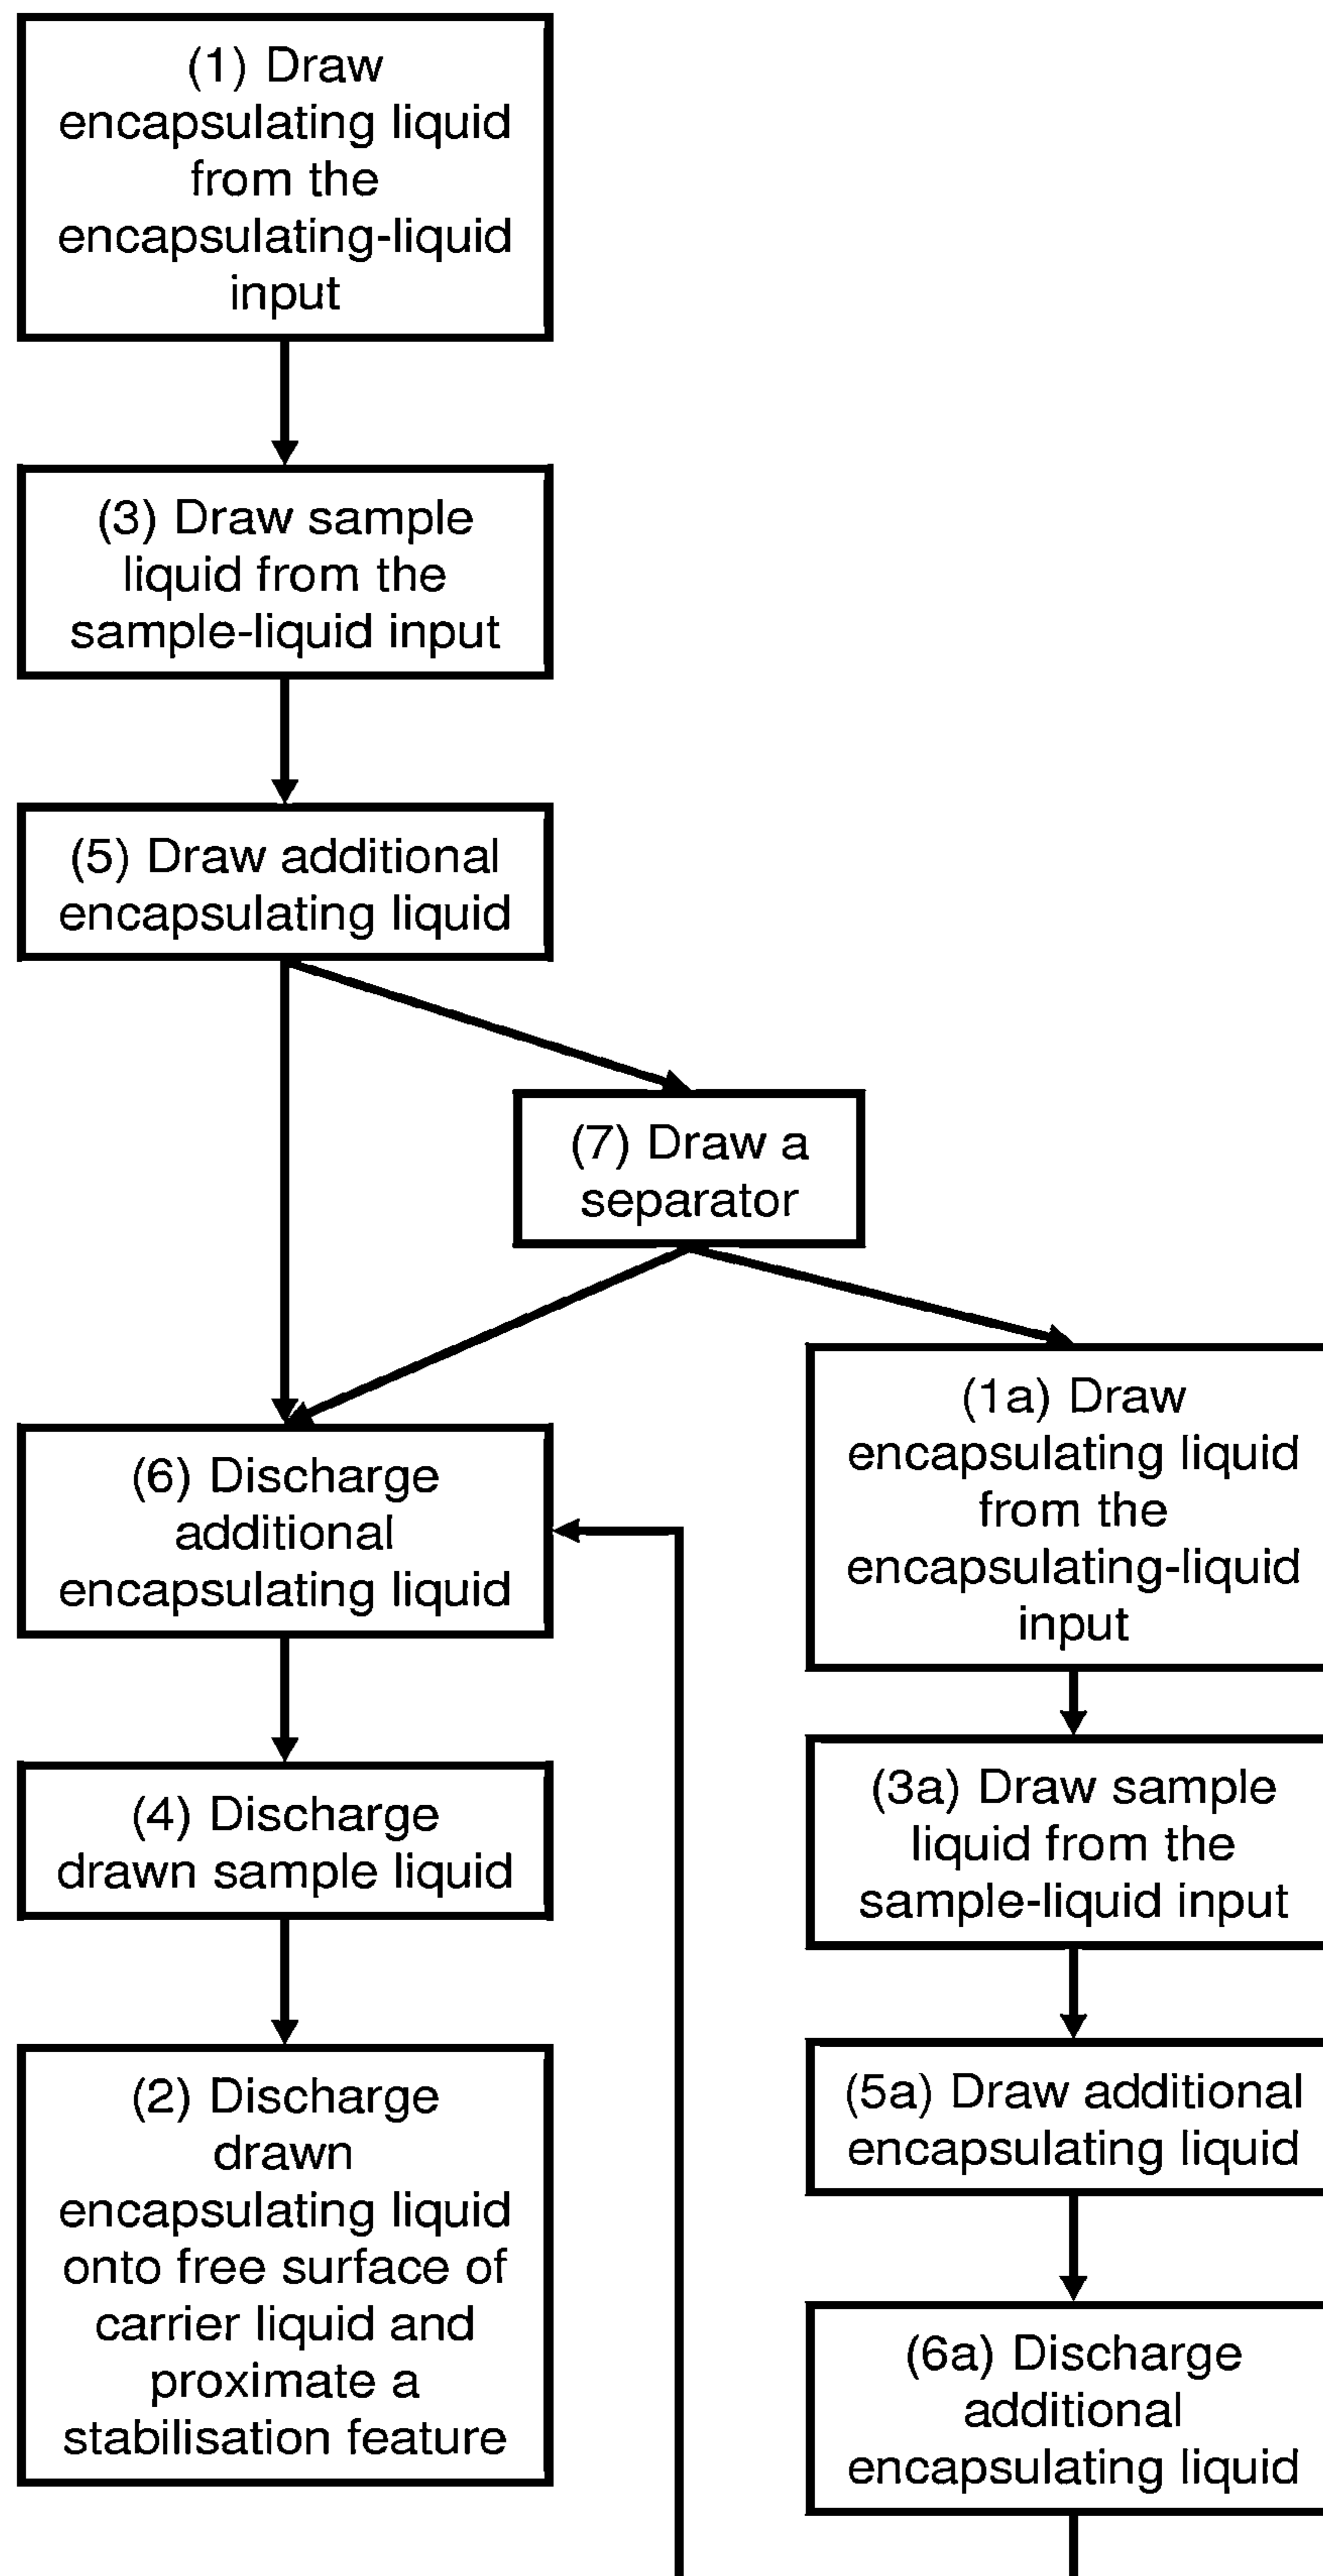 (1) Draw
encapsulating liquid
from the
encapsulating-liquid
input
(3) Draw sample
liquid from the
sample-liquid input
(5) Draw additional
encapsulating liquid
(7) Draw a
separator
(6) Discharge
additional
encapsulating liquid
(4) Discharge
drawn sample liquid
(2) Discharge
drawn
encapsulating liquid
onto free surface of
carrier liquid and
proximate a
stabilisation feature
(1a) Draw
encapsulating liquid
from the
encapsulating-liquid
input
(3a) Draw sample
liquid from the
sample-liquid input
(5a) Draw additional
encapsulating liquid
(6a) Discharge
additional
encapsulating liquid